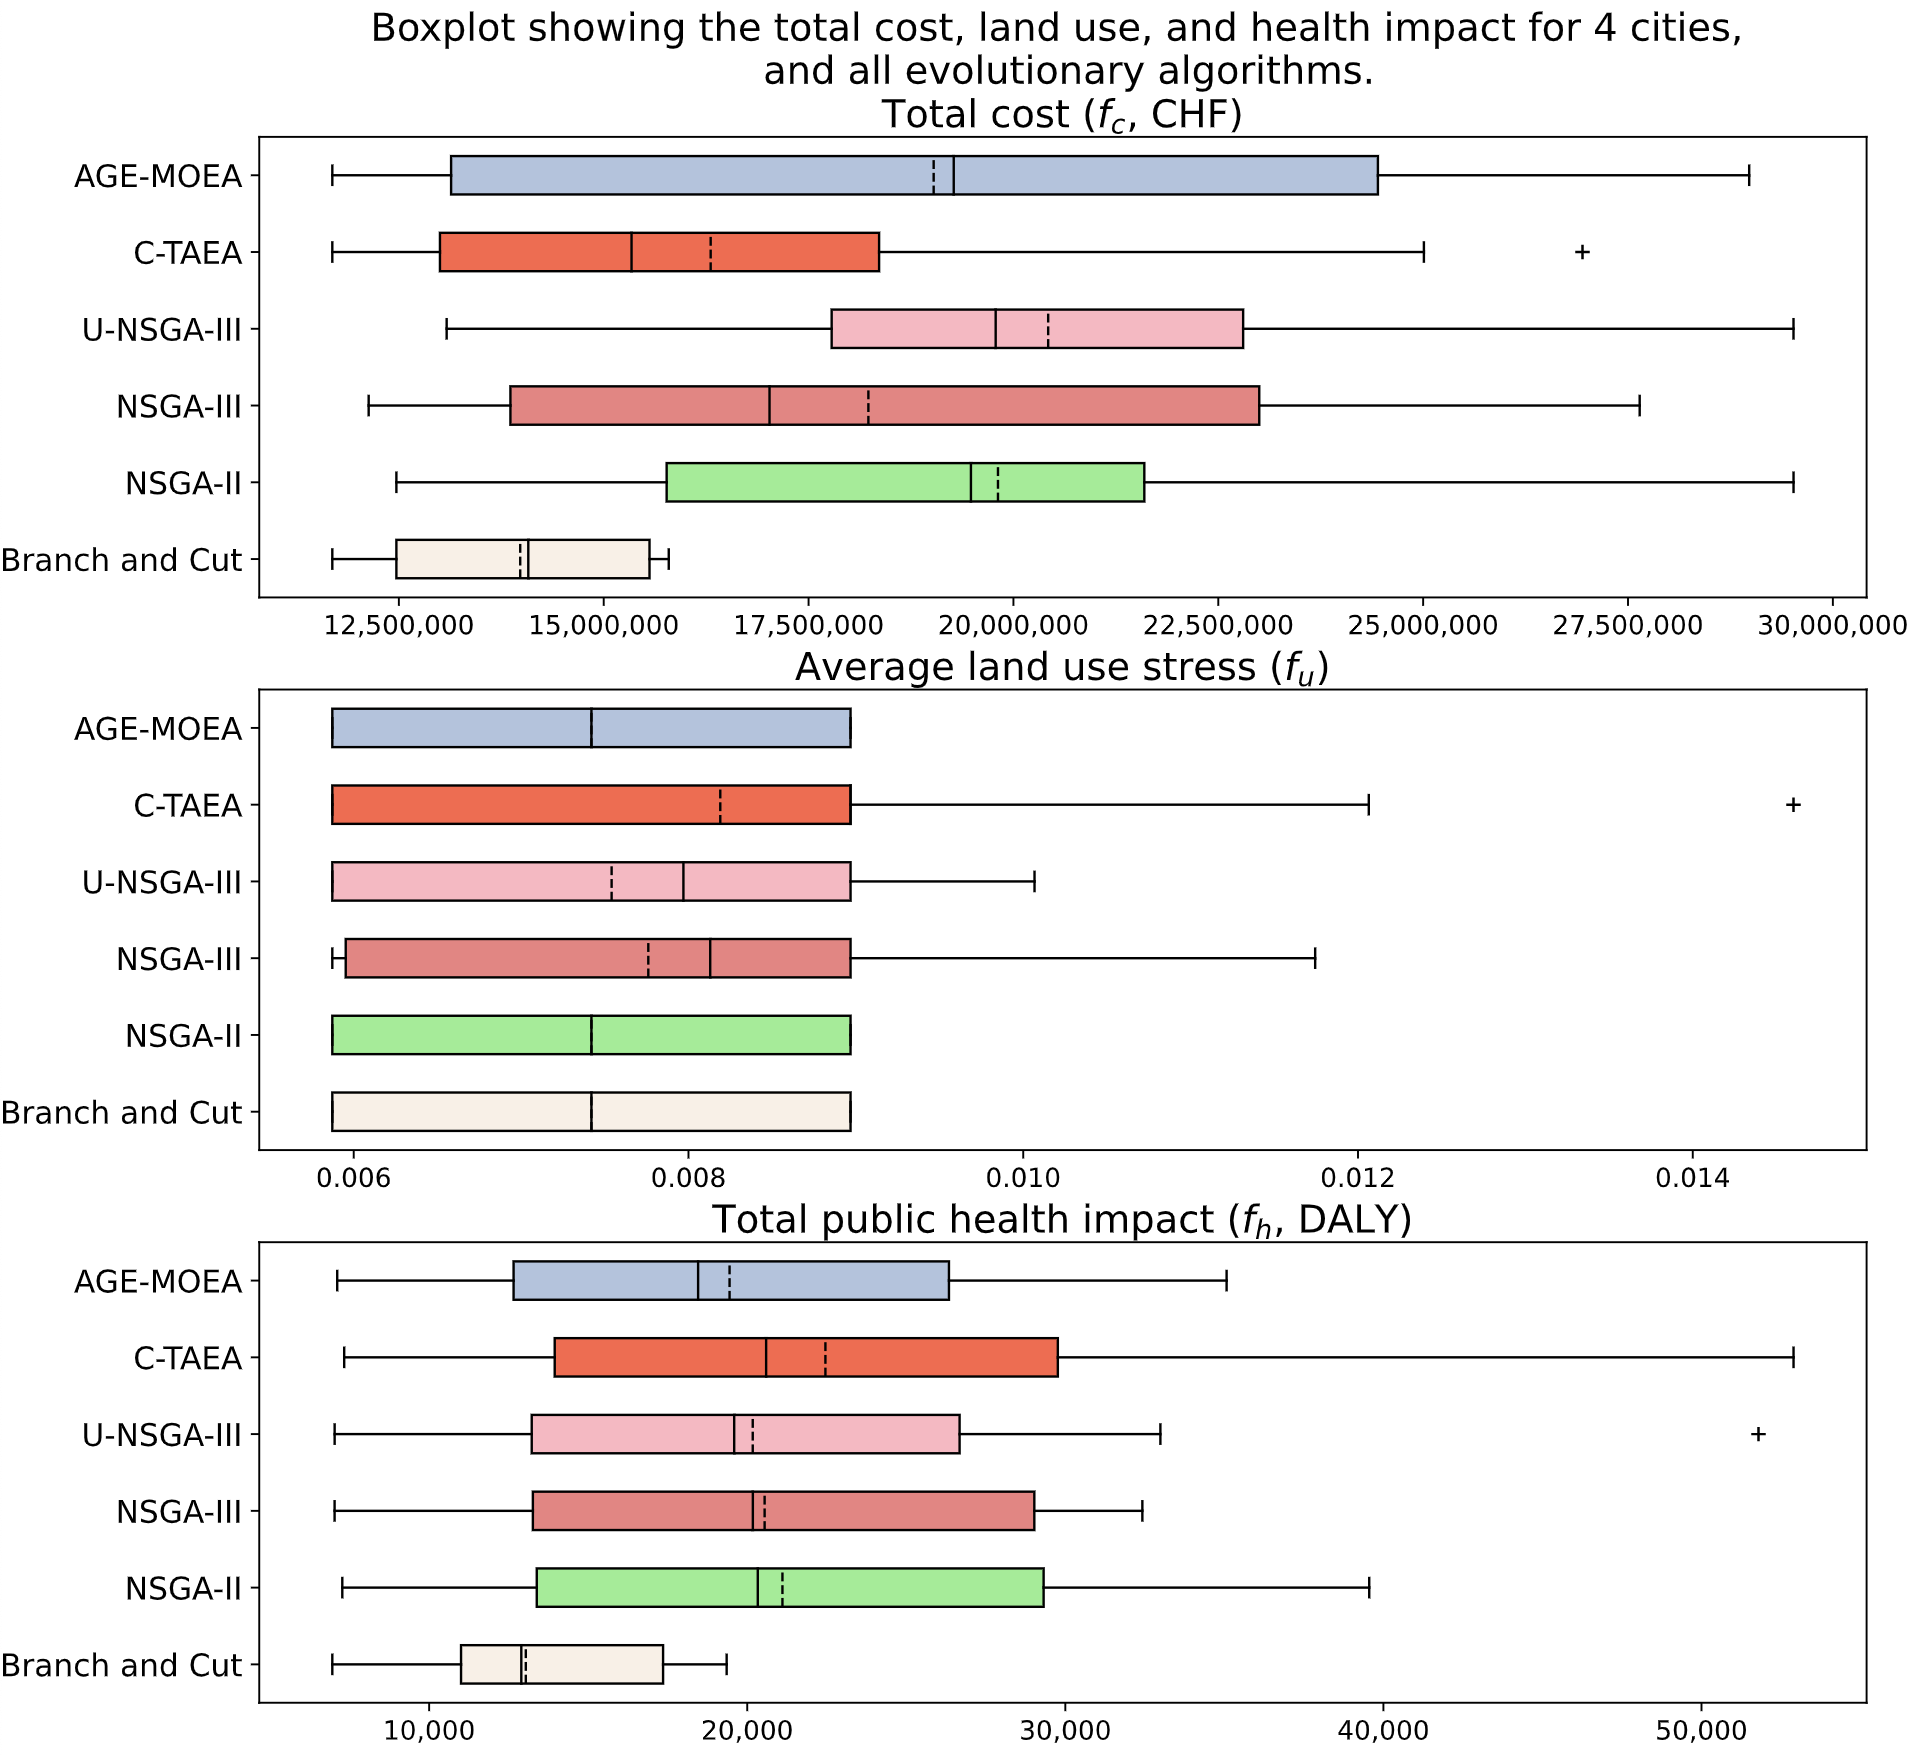 Boxplot showing the total cost, land use, and health impact for 4 cities,
and all evolutionary algorithms.
Total cost (f_c, CHF)
AGE-MOEA
C-TAEA
U-NSGA-III
NSGA-III
NSGA-II
Branch and Cut
12,500,000 15,000,000 17,500,000 20,000,000 22,500,000 25,000,000 27,500,000 30,000,000
Average land use stress (f_u)
AGE-MOEA
C-TAEA
U-NSGA-III
NSGA-III
NSGA-II
Branch and Cut
0.006 0.008 0.010 0.012 0.014
Total public health impact (f_h, DALY)
AGE-MOEA
C-TAEA
U-NSGA-III
NSGA-III
NSGA-II
Branch and Cut
10,000 20,000 30,000 40,000 50,000